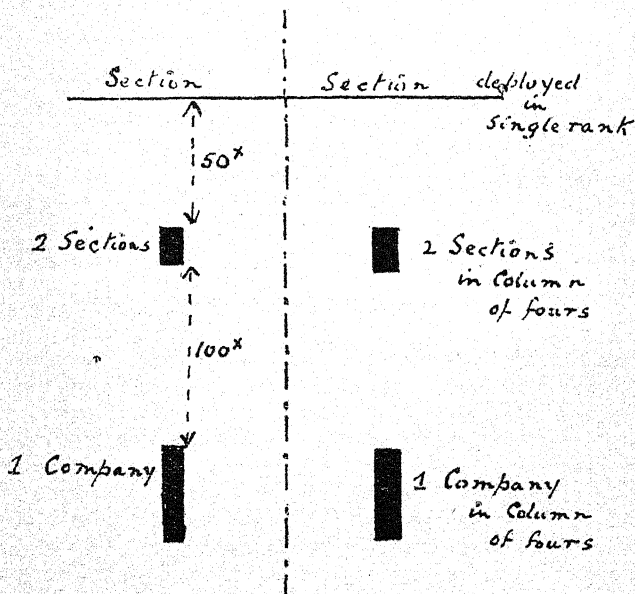 Section
Section
deployed
in
single rank
50x
2 Sections
2 Sections
in Column
of fours
100x
1 Company
1 Company
in Column
of fours